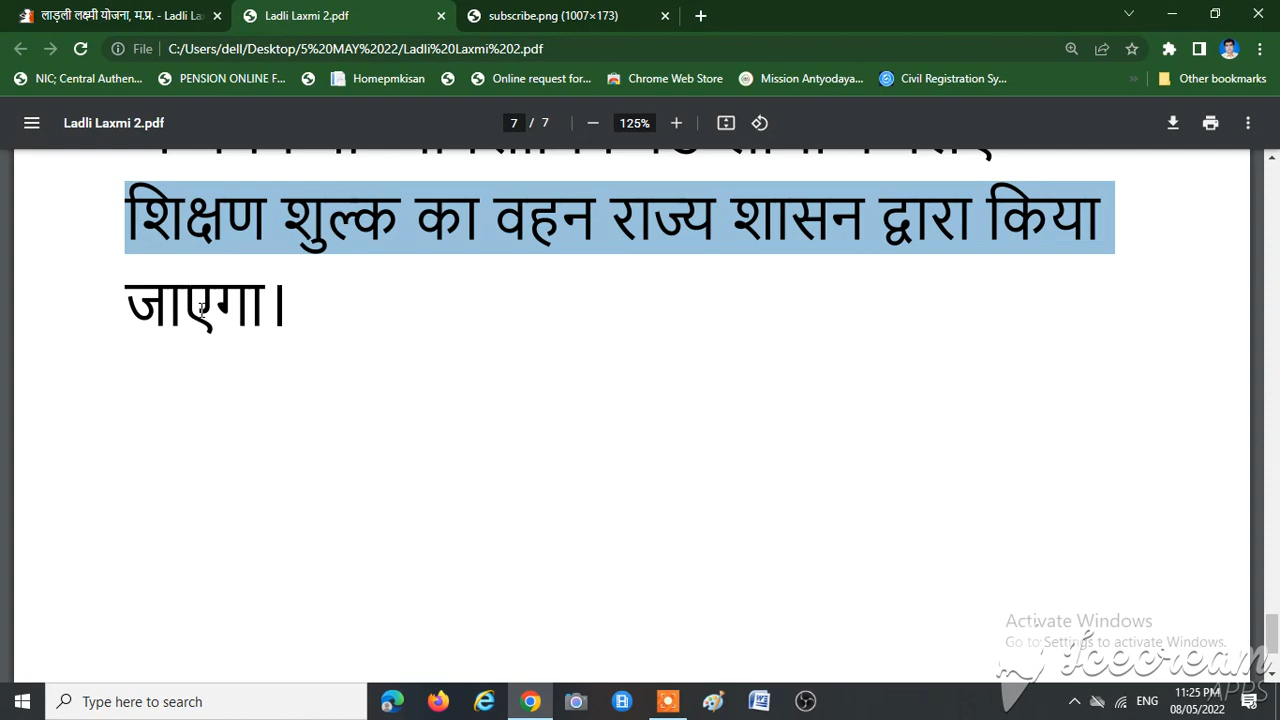 लाड़ली लक्ष्मी योजना, म.प्र. - Ladli Lax
Ladli Laxmi 2.pdf
subscribe.png (1007×173)
File
C:/Users/dell/Desktop/5%20MAY%2022/Ladli%20Laxmi%202.pdf
NIC; Central Authen...
PENSION ONLINE F...
Homepmkisan
Online request for...
Chrome Web Store
Mission Antyodaya...
Civil Registration Sy...
Other bookmarks
Ladli Laxmi 2.pdf
7 / 7
125%
शिक्षण शुल्क का वहन राज्य शासन द्वारा किया
जाएगा।
Activate Windows
Go to Settings to activate Windows.
Icecream
APPS
Type here to search
ENG
11:25 PM
08/05/2022